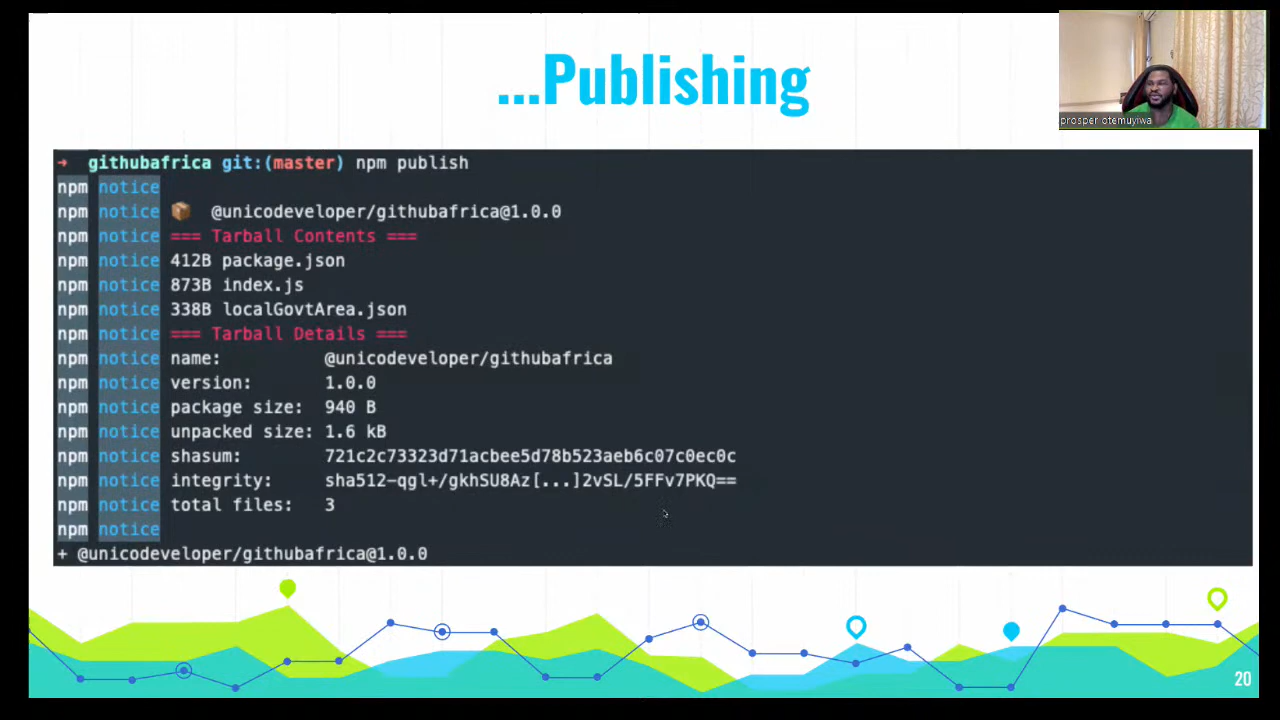 ...Publishing
prosper otemuyiwa
→ githubafrica git:(master) npm publish
npm notice
npm notice 📦 @unicodeveloper/githubafrica@1.0.0
npm notice === Tarball Contents ===
npm notice 412B package.json
npm notice 873B index.js
npm notice 338B localGovtArea.json
npm notice === Tarball Details ===
npm notice name: @unicodeveloper/githubafrica
npm notice version: 1.0.0
npm notice package size: 940 B
npm notice unpacked size: 1.6 kB
npm notice shasum: 721c2c73323d71acbee5d78b523aeb6c07c0ec0c
npm notice integrity: sha512-qgl+/gkhSU8Az[...]2vSL/5FFv7PKQ==
npm notice total files: 3
npm notice
+ @unicodeveloper/githubafrica@1.0.0
20